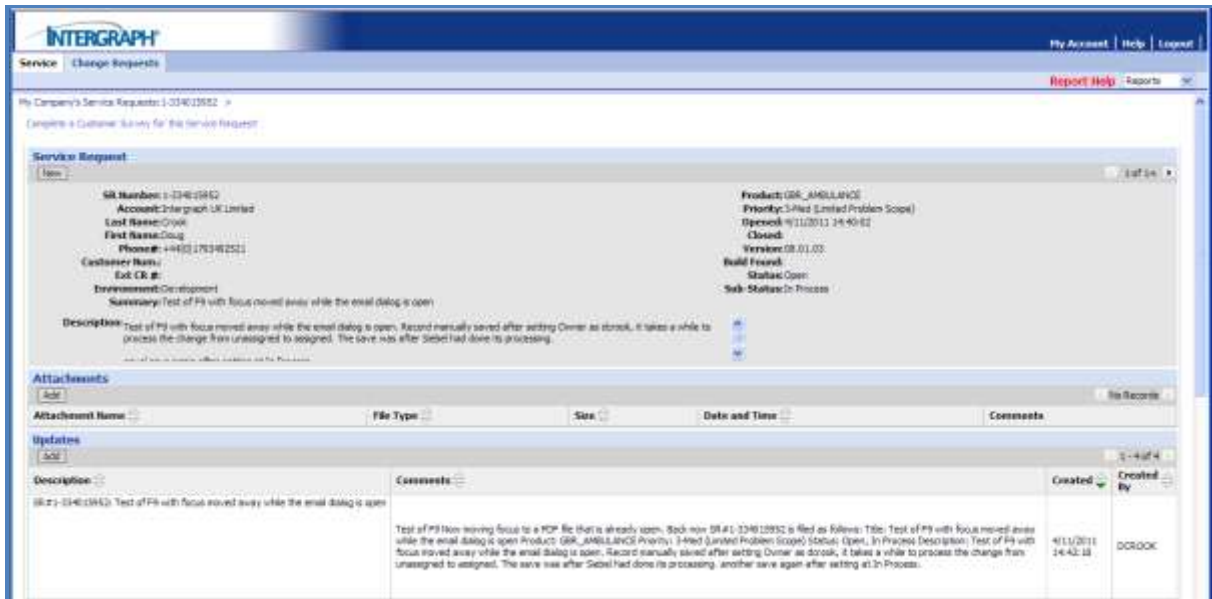 INTERGRAPH
My Account | Help | Logout |
Service Change Requests
Report Help Reports
My Company's Service Requests: 1-334615952 >
Complete a Customer Survey for this Service Request
Service Request
New
1 of 1+
SR Number: 1-334615952
Account: Intergraph UK Limited
Last Name: Crook
First Name: Doug
Phone#:
Customer Num.:
Ext CR #:
Environment: Development
Summary: Test of F9 with focus moved away while the email dialog is open
Product: GBR_AMBULANCE
Priority: 3-Med (Limited Problem Scope)
Opened: 4/11/2011 14:40:02
Closed:
Version: 08.01.03
Build Found:
Status: Open
Sub-Status: In Process
Description: Test of F9 with focus moved away while the email dialog is open. Record manually saved after setting Owner as dcrook, it takes a while to
process the change from unassigned to assigned. The save was after Siebel had done its processing.
Attachments
Add
No Records
Attachment Name File Type Size Date and Time Comments
Updates
Add
1 - 4 of 4
Description Comments Created Created By
SR#1-334615952: Test of F9 with focus moved away while the email dialog is open
Test of F9 Now moving focus to a PDF file that is already open. Back now SR#1-334615952 is filed as follows: Title: Test of F9 with focus moved away
while the email dialog is open Product: GBR_AMBULANCE Priority: 3-Med (Limited Problem Scope) Status: Open, In Process Description: Test of F9 with
focus moved away while the email dialog is open. Record manually saved after setting Owner as dcrook, it takes a while to process the change from
unassigned to assigned. The save was after Siebel had done its processing. another save again after setting at In Process.
4/11/2011
14:43:18
DCROOK